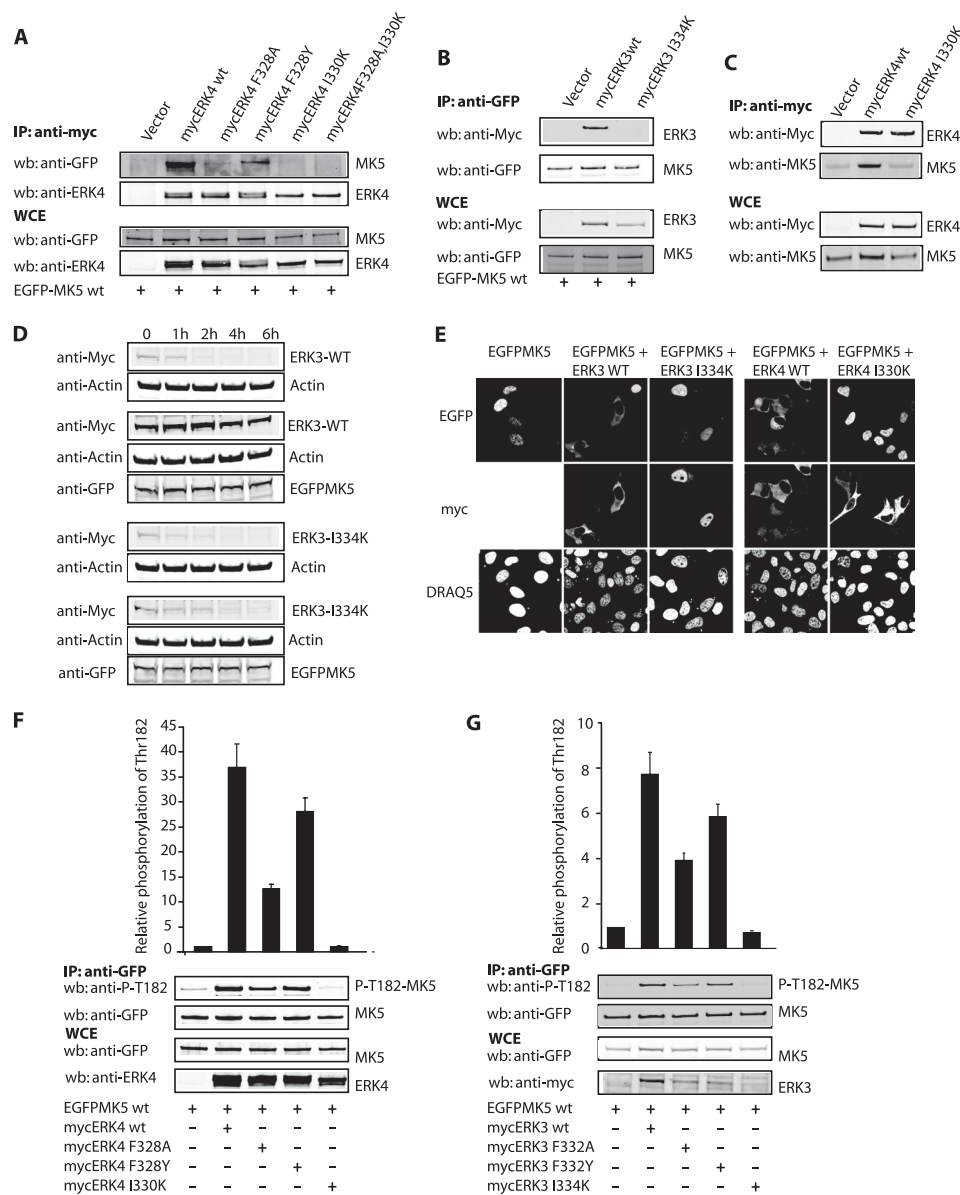 A
IP: anti-myc
Vector
mycERK4 wt
mycERK4 F328A
mycERK4 F328Y
mycERK4 I330K
mycERK4F328A,I330K
wb: anti-GFP MK5
wb: anti-ERK4 ERK4
WCE
wb: anti-GFP MK5
wb: anti-ERK4 ERK4
EGFP-MK5 wt + + + + + +
B
IP: anti-GFP
Vector
mycERK3wt
mycERK3 I334K
wb: anti-Myc ERK3
wb: anti-GFP MK5
WCE
wb: anti-Myc ERK3
wb: anti-GFP MK5
EGFP-MK5 wt + + +
C
IP: anti-myc
Vector
mycERK4wt
mycERK4 I330K
wb: anti-Myc ERK4
wb: anti-MK5 MK5
WCE
wb: anti-Myc ERK4
wb: anti-MK5 MK5
D
0 1h 2h 4h 6h
anti-Myc ERK3-WT
anti-Actin Actin
anti-Myc ERK3-WT
anti-Actin Actin
anti-GFP EGFPMK5
anti-Myc ERK3-I334K
anti-Actin Actin
anti-Myc ERK3-I334K
anti-Actin Actin
anti-GFP EGFPMK5
E
EGFPMK5
EGFPMK5 +
ERK3 WT
EGFPMK5 +
ERK3 I334K
EGFPMK5 +
ERK4 WT
EGFPMK5 +
ERK4 I330K
EGFP
myc
DRAQ5
F
Relative phosphorylation of Thr182
45
40
35
30
25
20
15
10
5
0
IP: anti-GFP
wb: anti-P-T182 P-T182-MK5
wb: anti-GFP MK5
WCE
wb: anti-GFP MK5
wb: anti-ERK4 ERK4
EGFPMK5 wt + + + + +
mycERK4 wt – + – – –
mycERK4 F328A – – + – –
mycERK4 F328Y – – – + –
mycERK4 I330K – – – – +
G
Relative phosphorylation of Thr182
10
8
6
4
2
0
IP: anti-GFP
wb: anti-P-T182 P-T182-MK5
wb: anti-GFP MK5
WCE
wb: anti-GFP MK5
wb: anti-myc ERK3
EGFPMK5 wt + + + + +
mycERK3 wt – + – – –
mycERK3 F332A – – + – –
mycERK3 F332Y – – – + –
mycERK3 I334K – – – – +